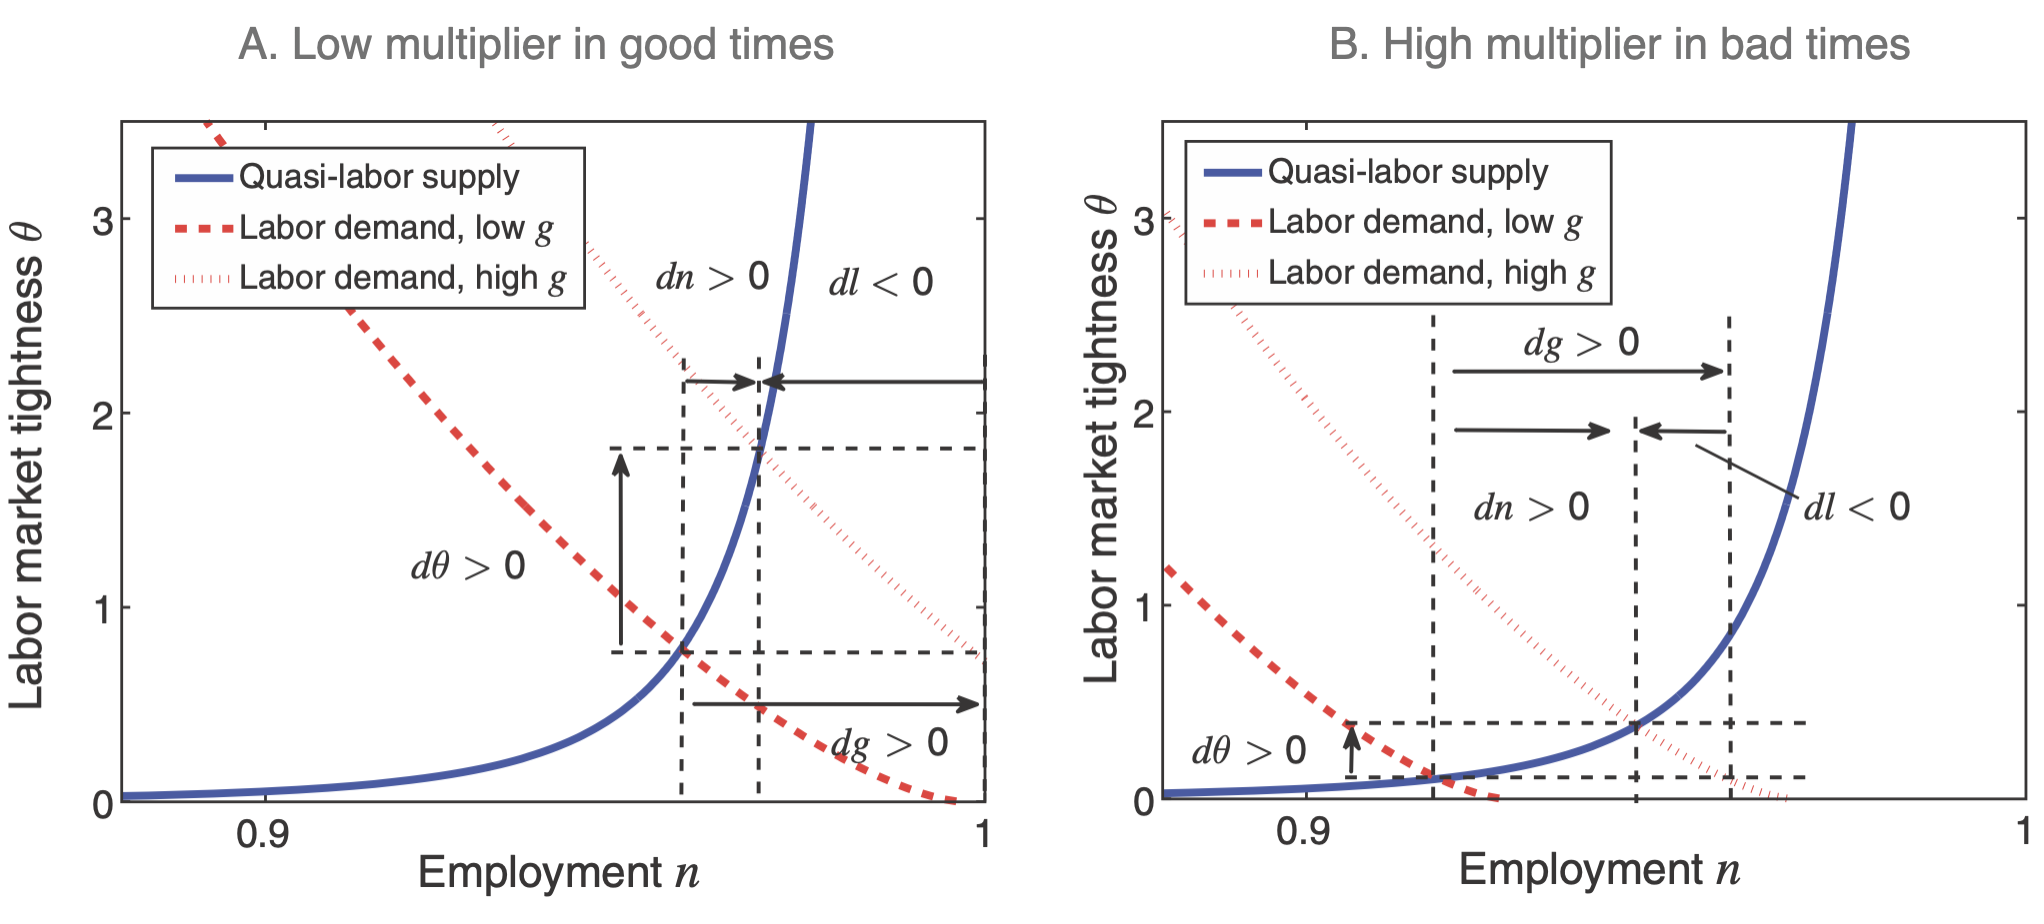 A. Low multiplier in good times
Labor market tightness θ
3
2
1
0
Quasi-labor supply
Labor demand, low g
Labor demand, high g
dn > 0
dl < 0
dθ > 0
dg > 0
0.9
1
Employment n
B. High multiplier in bad times
Labor market tightness θ
3
2
1
0
Quasi-labor supply
Labor demand, low g
Labor demand, high g
dg > 0
dn > 0
dl < 0
dθ > 0
0.9
1
Employment n